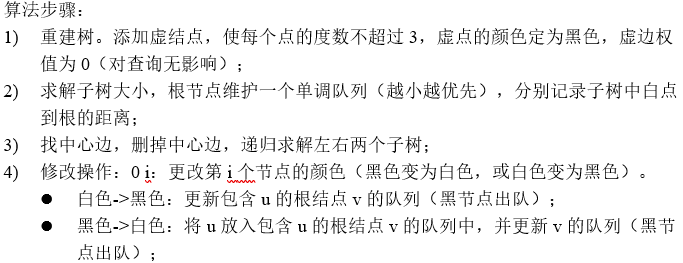 算法步骤：
1) 重建树。添加虚结点，使每个点的度数不超过 3，虚点的颜色定为黑色，虚边权
值为 0（对查询无影响）；
2) 求解子树大小，根节点维护一个单调队列（越小越优先），分别记录子树中白点
到根的距离；
3) 找中心边，删掉中心边，递归求解左右两个子树；
4) 修改操作：0 i：更改第 i 个节点的颜色（黑色变为白色，或白色变为黑色）。
● 白色->黑色：更新包含 u 的根结点 v 的队列（黑节点出队）；
● 黑色->白色：将 u 放入包含 u 的根结点 v 的队列中，并更新 v 的队列（黑节
点出队）；